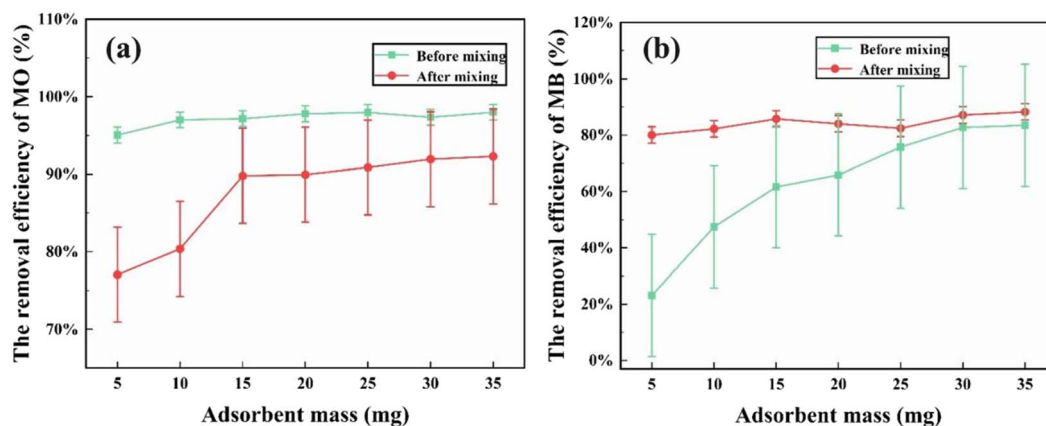 (a)
Before mixing
After mixing
The removal efficiency of MO (%)
110%
100%
90%
80%
70%
5 10 15 20 25 30 35
Adsorbent mass (mg)
(b)
Before mixing
After mixing
The removal efficiency of MB (%)
120%
100%
80%
60%
40%
20%
0%
5 10 15 20 25 30 35
Adsorbent mass (mg)